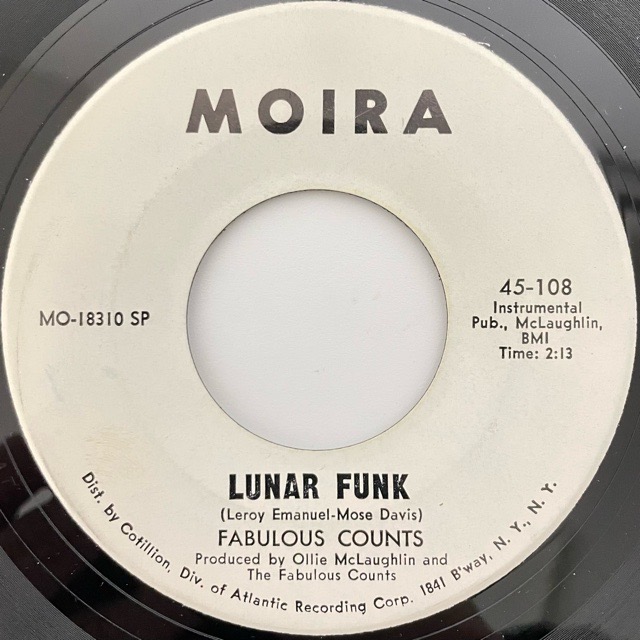 MOIRA
MO-18310 SP
45-108
Instrumental
Pub., McLaughlin,
BMI
Time: 2:13
LUNAR FUNK
(Leroy Emanuel-Mose Davis)
FABULOUS COUNTS
Produced by Ollie McLaughlin and
The Fabulous Counts
Dist. by Cotillion, Div. of Atlantic Recording Corp. 1841 B'way, N. Y., N. Y.